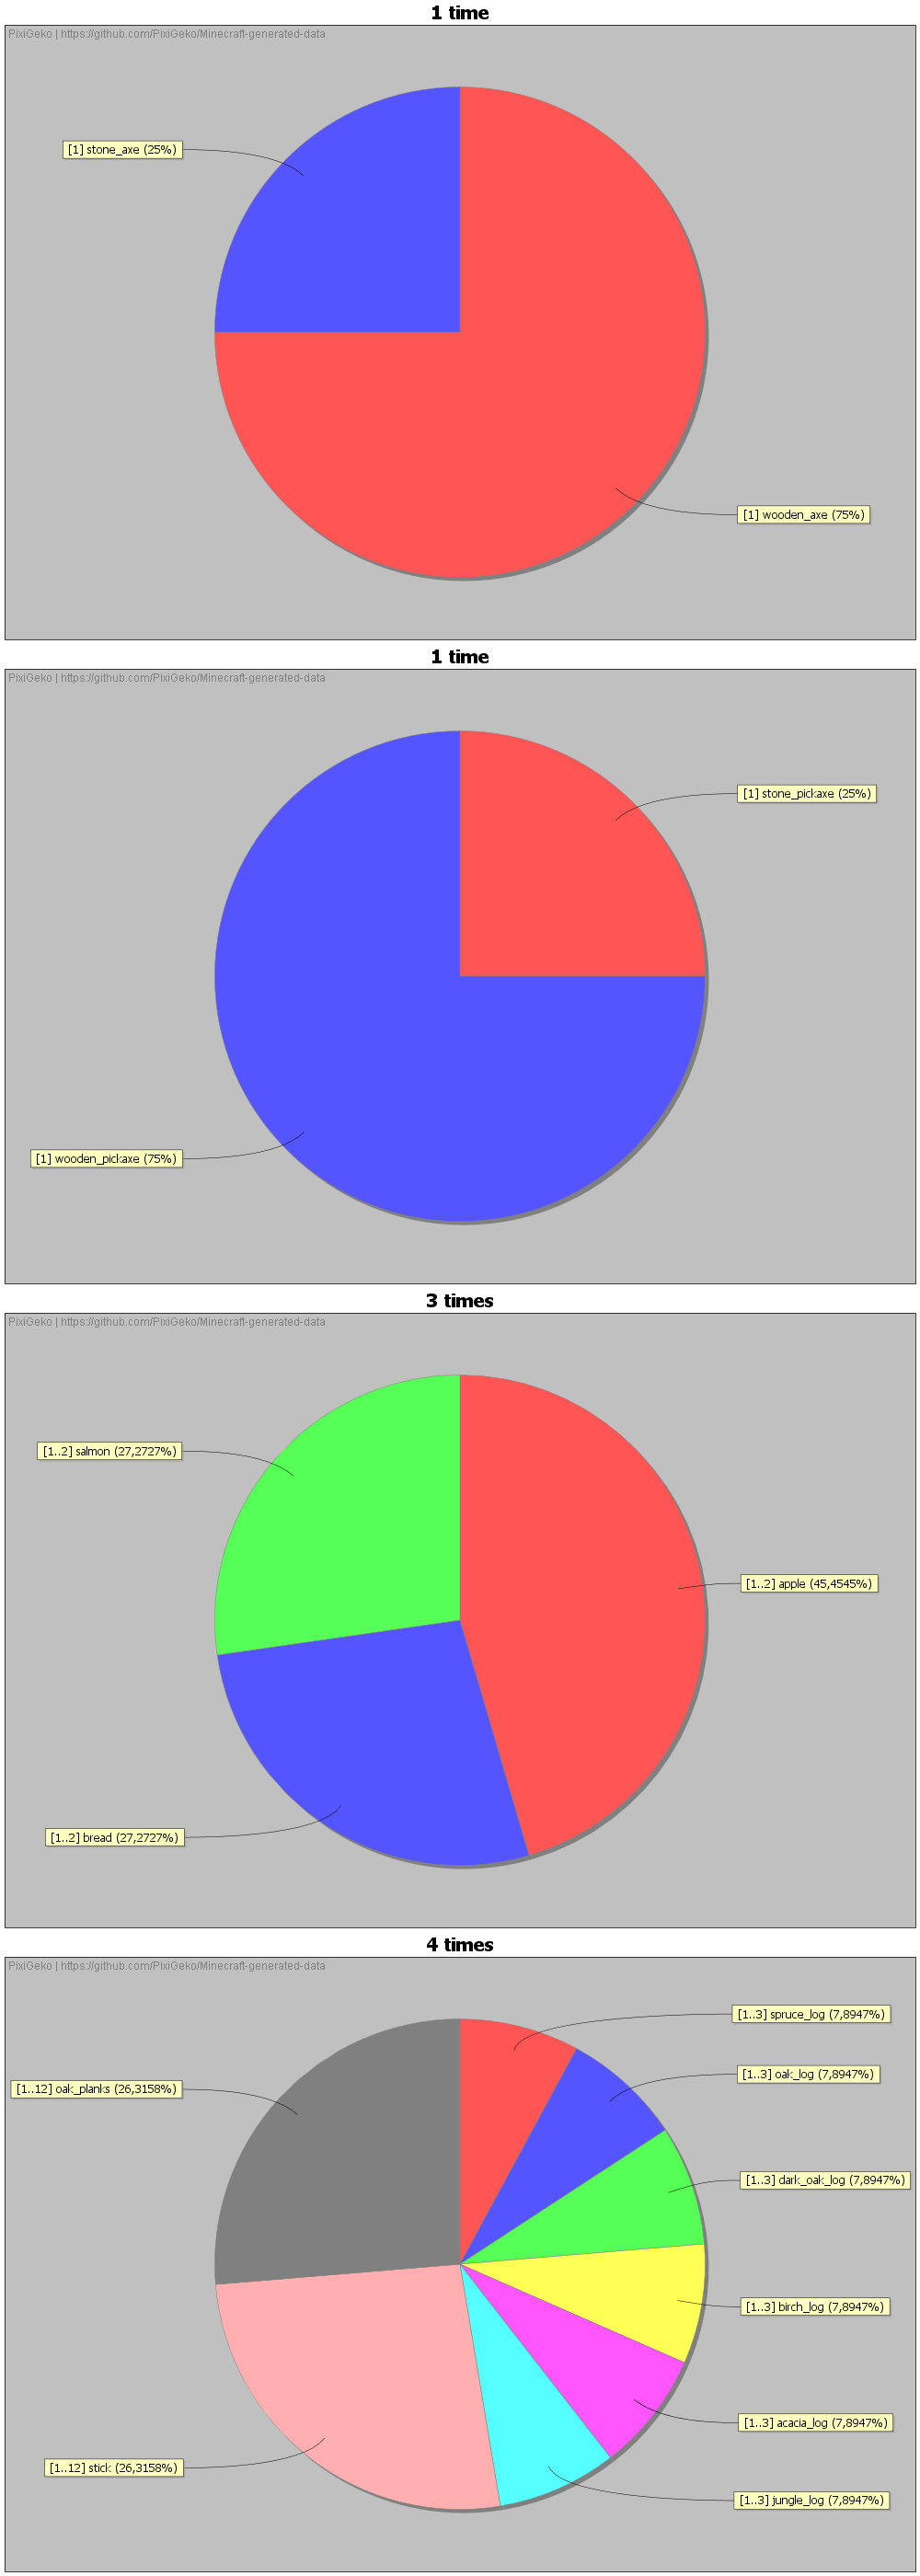 1 time
PixiGeko | https://github.com/PixiGeko/Minecraft-generated-data
[1] stone_axe (25%)
[1] wooden_axe (75%)
1 time
PixiGeko | https://github.com/PixiGeko/Minecraft-generated-data
[1] stone_pickaxe (25%)
[1] wooden_pickaxe (75%)
3 times
PixiGeko | https://github.com/PixiGeko/Minecraft-generated-data
[1..2] salmon (27,2727%)
[1..2] apple (45,4545%)
[1..2] bread (27,2727%)
4 times
PixiGeko | https://github.com/PixiGeko/Minecraft-generated-data
[1..3] spruce_log (7,8947%)
[1..3] oak_log (7,8947%)
[1..12] oak_planks (26,3158%)
[1..3] dark_oak_log (7,8947%)
[1..3] birch_log (7,8947%)
[1..3] acacia_log (7,8947%)
[1..12] stick (26,3158%)
[1..3] jungle_log (7,8947%)